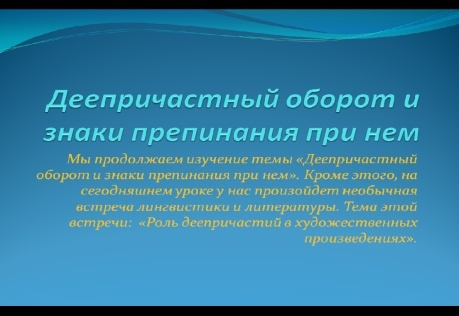 Деепричастный оборот и
знаки препинания при нем
Мы продолжаем изучение темы «Деепричастный
оборот и знаки препинания при нем». Кроме этого, на
сегодняшнем уроке у нас произойдет необычная
встреча лингвистики и литературы. Тема этой
встречи: «Роль деепричастий в художественных
произведениях».